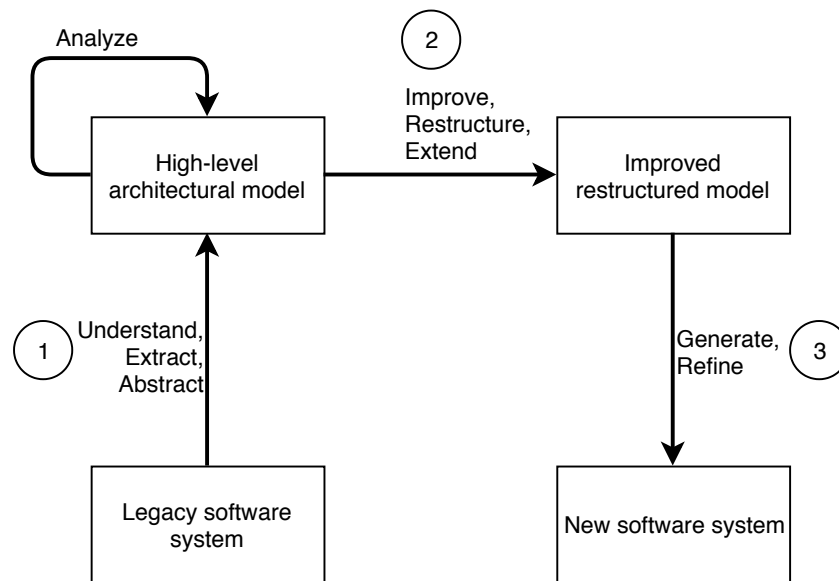 Analyze
2
Improve,
Restructure,
Extend
High-level
architectural model
Improved
restructured model
1
Understand,
Extract,
Abstract
Generate,
Refine
3
Legacy software
system
New software system